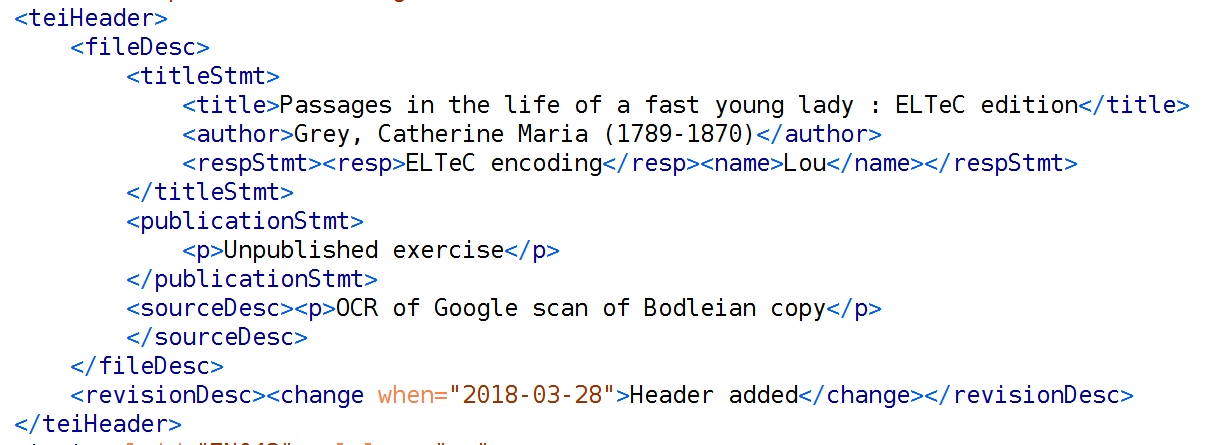 <teiHeader>
<fileDesc>
<titleStmt>
<title>Passages in the life of a fast young lady : ELTeC edition</title>
<author>Grey, Catherine Maria (1789-1870)</author>
<respStmt><resp>ELTeC encoding</resp><name>Lou</name></respStmt>
</titleStmt>
<publicationStmt>
<p>Unpublished exercise</p>
</publicationStmt>
<sourceDesc><p>OCR of Google scan of Bodleian copy</p>
</sourceDesc>
</fileDesc>
<revisionDesc><change when="2018-03-28">Header added</change></revisionDesc>
</teiHeader>